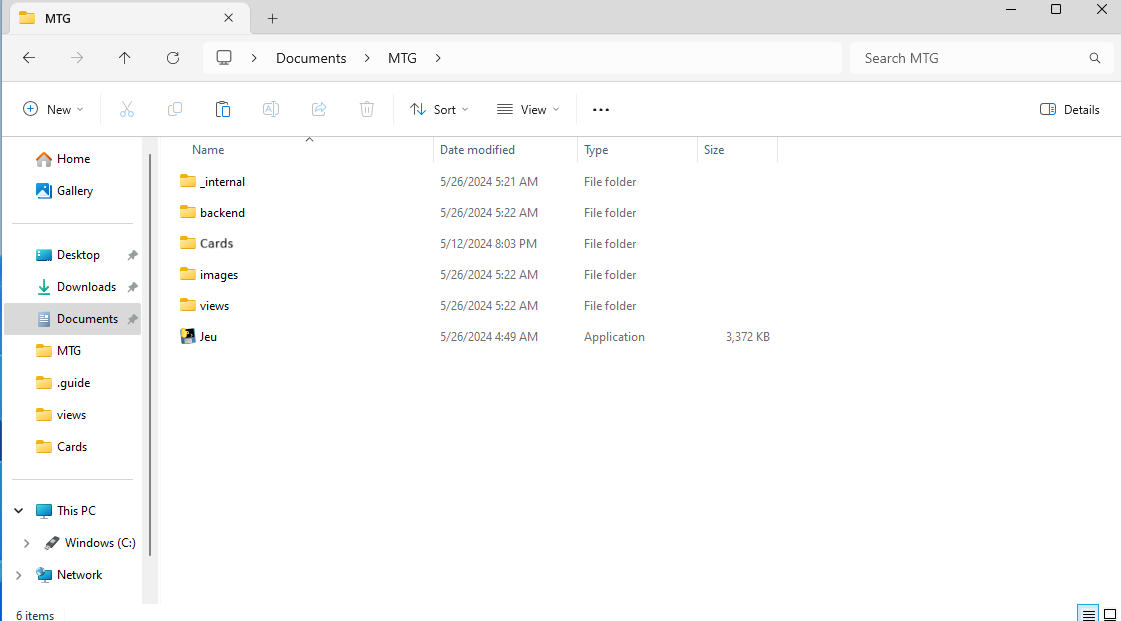 MTG
Documents
MTG
Search MTG
New
Sort
View
Details
Home
Gallery
Desktop
Downloads
Documents
MTG
.guide
views
Cards
This PC
Windows (C:)
Network
Name Date modified Type Size
_internal 5/26/2024 5:21 AM File folder
backend 5/26/2024 5:22 AM File folder
Cards 5/12/2024 8:03 PM File folder
images 5/26/2024 5:22 AM File folder
views 5/26/2024 5:22 AM File folder
Jeu 5/26/2024 4:49 AM Application 3,372 KB
6 items